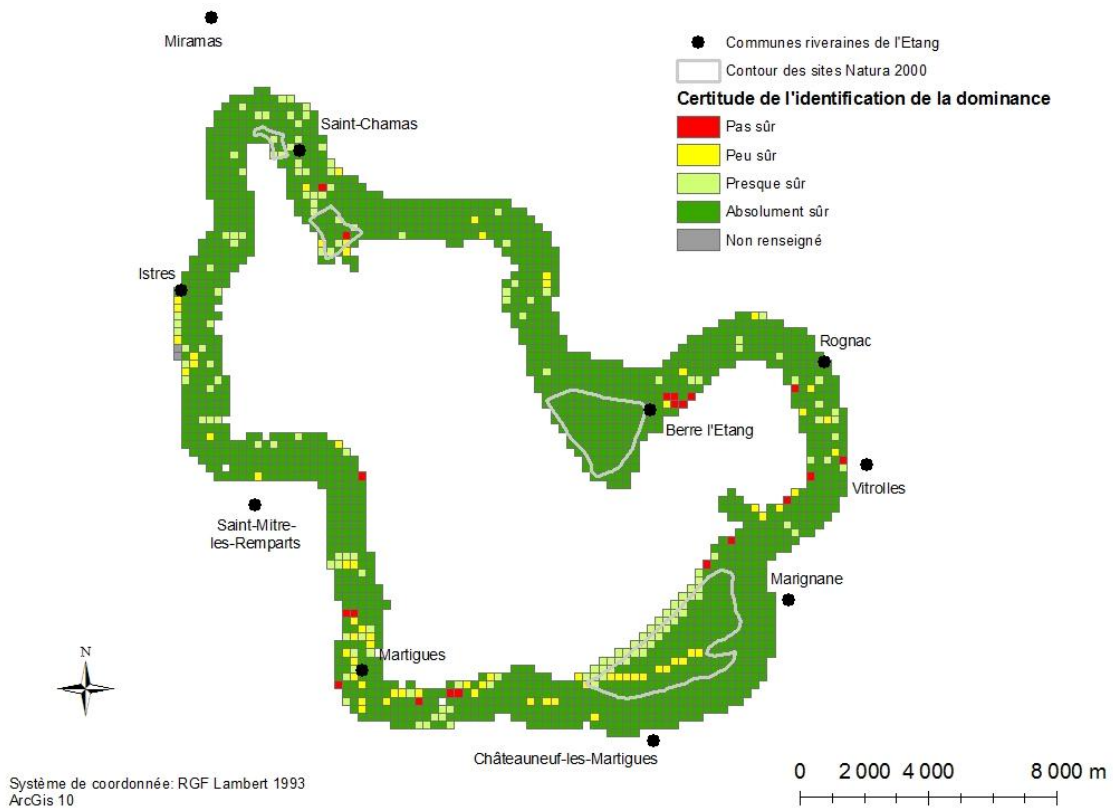 Miramas
Communes riveraines de l'Etang
Contour des sites Natura 2000
Certitude de l'identification de la dominance
Pas sûr
Peu sûr
Presque sûr
Absolument sûr
Non renseigné
Saint-Chamas
Istres
Rognac
Berre l'Etang
Vitrolles
Saint-Mitre-
les-Remparts
Marignane
N
Martigues
Châteauneuf-les-Martigues
0 2 000 4 000 8 000 m
Système de coordonnée: RGF Lambert 1993
ArcGis 10